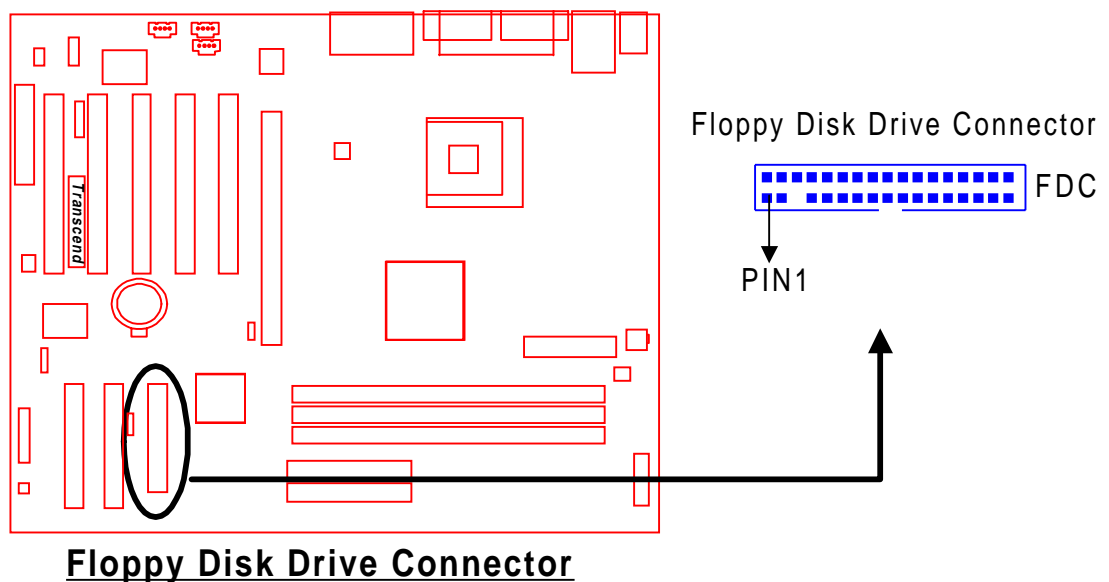 Floppy Disk Drive Connector
FDC
PIN1
Transcend
Floppy Disk Drive Connector